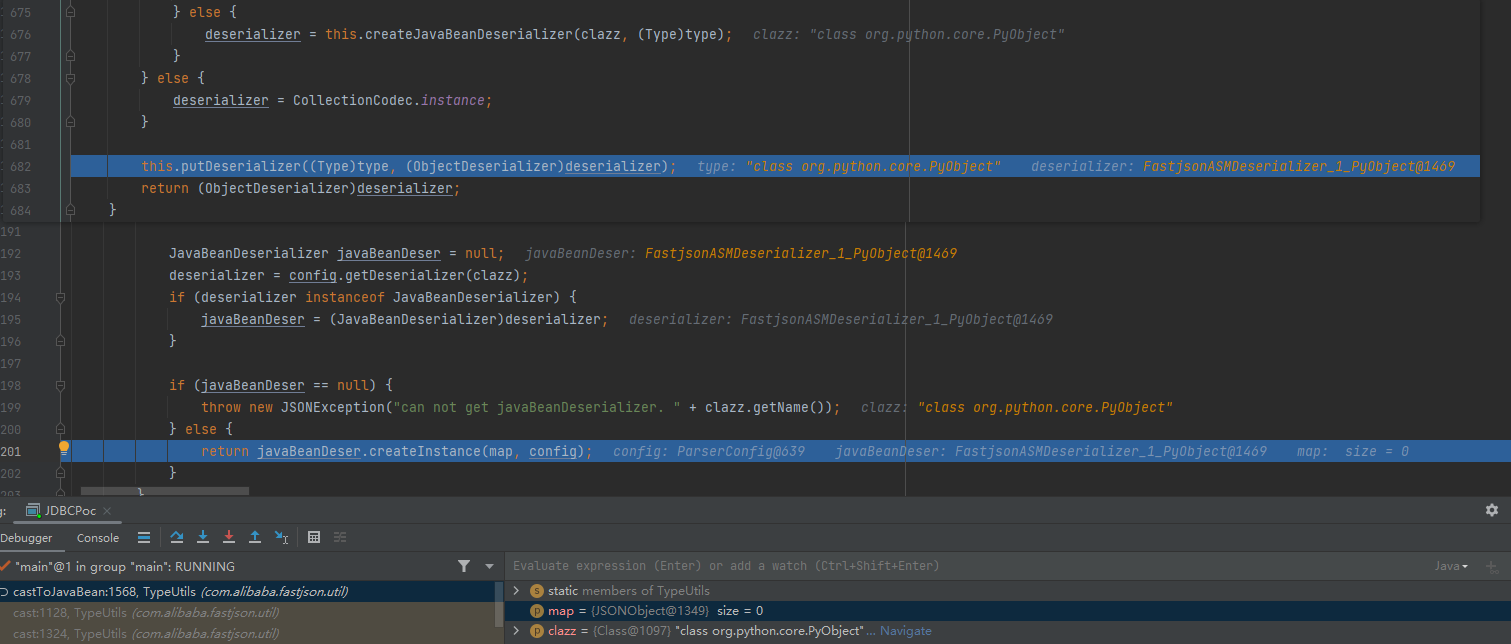 675 } else {
676 deserializer = this.createJavaBeanDeserializer(clazz, (Type)type); clazz: "class org.python.core.PyObject"
677 }
678 } else {
679 deserializer = CollectionCodec.instance;
680 }
681
682 this.putDeserializer((Type)type, (ObjectDeserializer)deserializer); type: "class org.python.core.PyObject" deserializer: FastjsonASMDeserializer_1_PyObject@1469
683 return (ObjectDeserializer)deserializer;
684 }
191
192 JavaBeanDeserializer javaBeanDeser = null; javaBeanDeser: FastjsonASMDeserializer_1_PyObject@1469
193 deserializer = config.getDeserializer(clazz);
194 if (deserializer instanceof JavaBeanDeserializer) {
195 javaBeanDeser = (JavaBeanDeserializer)deserializer; deserializer: FastjsonASMDeserializer_1_PyObject@1469
196 }
197
198 if (javaBeanDeser == null) {
199 throw new JSONException("can not get javaBeanDeserializer. " + clazz.getName()); clazz: "class org.python.core.PyObject"
200 } else {
201 return javaBeanDeser.createInstance(map, config); config: ParserConfig@639 javaBeanDeser: FastjsonASMDeserializer_1_PyObject@1469 map: size = 0
202 }
203 }
g: JDBCPoc ×
Debugger Console
"main"@1 in group "main": RUNNING
Evaluate expression (Enter) or add a watch (Ctrl+Shift+Enter) Java
castToJavaBean:1568, TypeUtils (com.alibaba.fastjson.util)
s static members of TypeUtils
cast:1128, TypeUtils (com.alibaba.fastjson.util)
p map = {JSONObject@1349} size = 0
cast:1324, TypeUtils (com.alibaba.fastjson.util)
p clazz = {Class@1097} "class org.python.core.PyObject"... Navigate